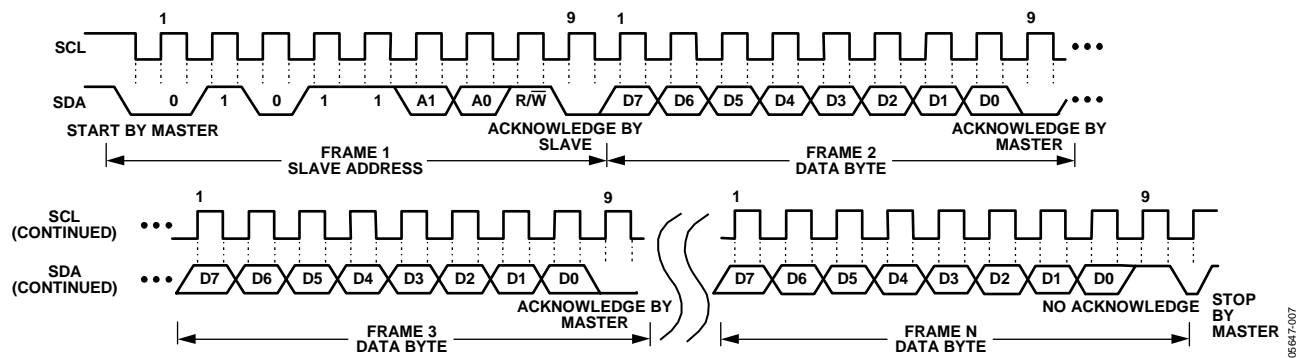 1 9 1 9
SCL
SDA 0 1 0 1 1 A1 A0 R/W̅ D7 D6 D5 D4 D3 D2 D1 D0
START BY MASTER
ACKNOWLEDGE BY
SLAVE
ACKNOWLEDGE BY
MASTER
FRAME 1
SLAVE ADDRESS
FRAME 2
DATA BYTE
1 9 1 9
SCL
(CONTINUED)
SDA
(CONTINUED)
D7 D6 D5 D4 D3 D2 D1 D0 D7 D6 D5 D4 D3 D2 D1 D0
ACKNOWLEDGE BY
MASTER
NO ACKNOWLEDGE
STOP
BY
MASTER
FRAME 3
DATA BYTE
FRAME N
DATA BYTE
05647-007